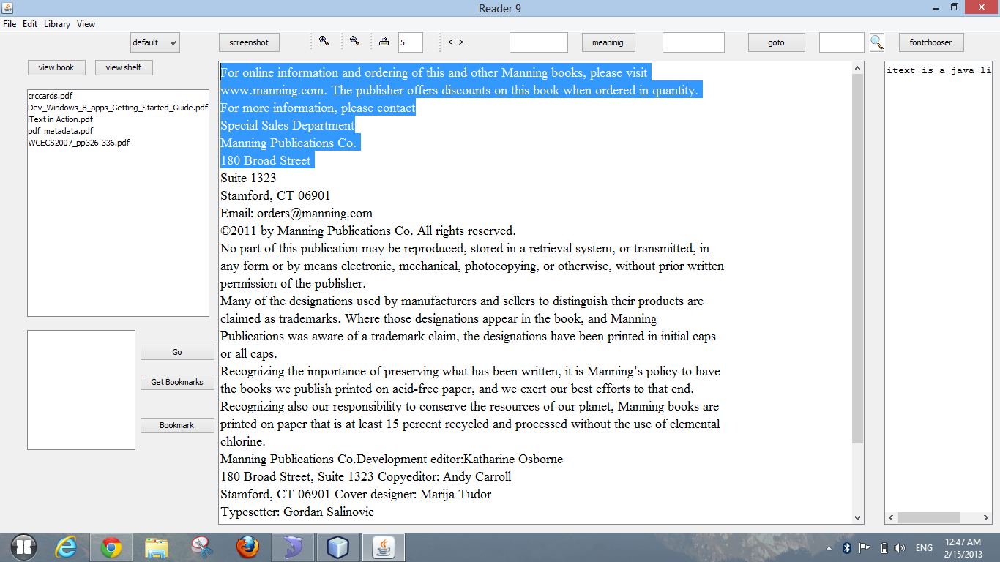 Reader 9
File Edit Library View
default screenshot 5 < > meaninig goto fontchooser
view book view shelf
crccards.pdf
Dev_Windows_8_apps_Getting_Started_Guide.pdf
iText in Action.pdf
pdf_metadata.pdf
WCECS2007_pp326-336.pdf
Go
Get Bookmarks
Bookmark
For online information and ordering of this and other Manning books, please visit
www.manning.com. The publisher offers discounts on this book when ordered in quantity.
For more information, please contact
Special Sales Department
Manning Publications Co.
180 Broad Street
Suite 1323
Stamford, CT 06901
Email: orders@manning.com
©2011 by Manning Publications Co. All rights reserved.
No part of this publication may be reproduced, stored in a retrieval system, or transmitted, in
any form or by means electronic, mechanical, photocopying, or otherwise, without prior written
permission of the publisher.
Many of the designations used by manufacturers and sellers to distinguish their products are
claimed as trademarks. Where those designations appear in the book, and Manning
Publications was aware of a trademark claim, the designations have been printed in initial caps
or all caps.
Recognizing the importance of preserving what has been written, it is Manning’s policy to have
the books we publish printed on acid-free paper, and we exert our best efforts to that end.
Recognizing also our responsibility to conserve the resources of our planet, Manning books are
printed on paper that is at least 15 percent recycled and processed without the use of elemental
chlorine.
Manning Publications Co.Development editor:Katharine Osborne
180 Broad Street, Suite 1323 Copyeditor: Andy Carroll
Stamford, CT 06901 Cover designer: Marija Tudor
Typesetter: Gordan Salinovic
itext is a java li
ENG
12:47 AM
2/15/2013